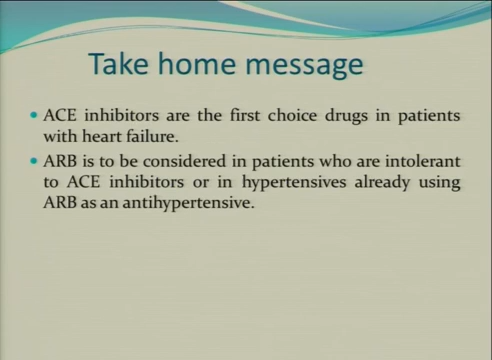 Take home message
• ACE inhibitors are the first choice drugs in patients
with heart failure.
• ARB is to be considered in patients who are intolerant
to ACE inhibitors or in hypertensives already using
ARB as an antihypertensive.